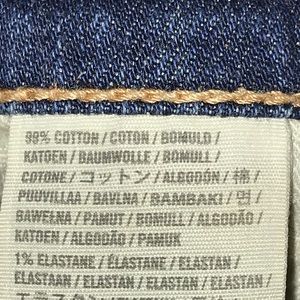 99% COTTON / COTON / BOMULD /
KATOEN / BAUMWOLLE / BOMULL /
COTONE / コットン / ALGODÓN / 棉 /
PUUVILLAA / BAVLNA / BAMBAKI / 면 /
BAWEŁNA / PAMUT / BOMULL / ALGODÃO /
KATOEN / ALGODÃO / PAMUK
1% ELASTANE / ÉLASTANE / ELASTAN /
ELASTAAN / ELASTAN / ELASTAN /